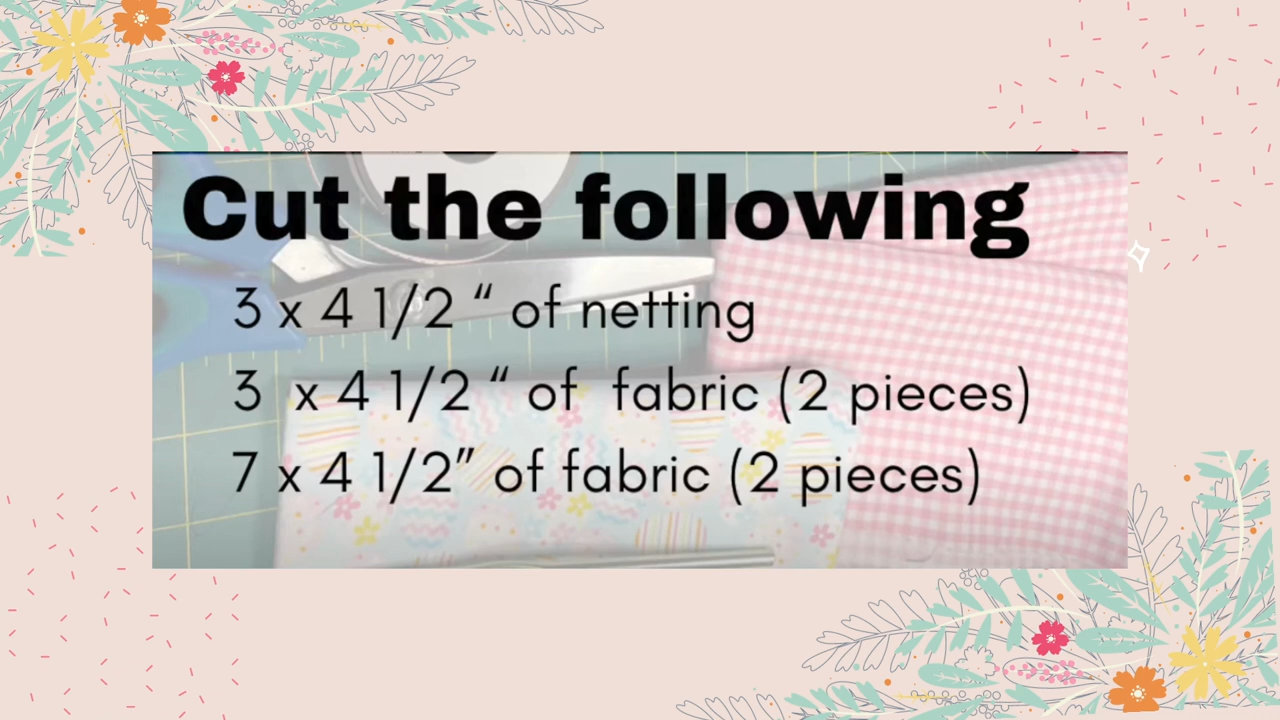 Cut the following
3 x 4 1/2 “ of netting
3 x 4 1/2 “ of fabric (2 pieces)
7 x 4 1/2” of fabric (2 pieces)